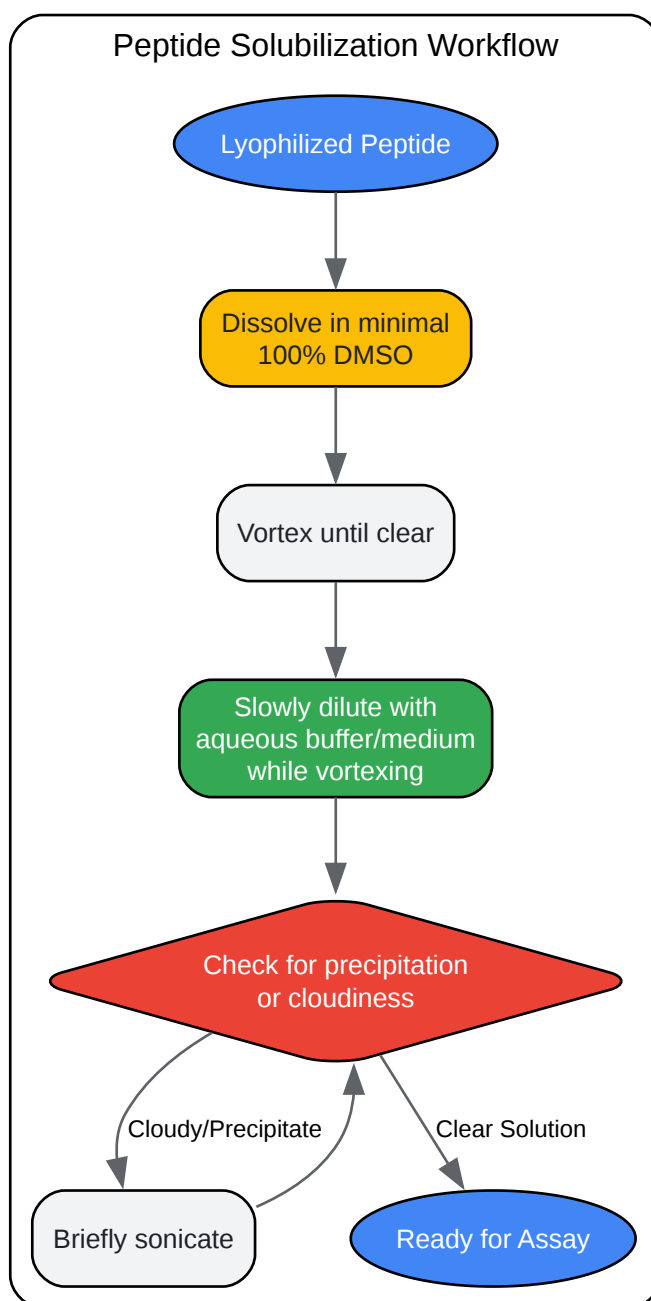 Peptide Solubilization Workflow
Lyophilized Peptide
Dissolve in minimal
100% DMSO
Vortex until clear
Slowly dilute with
aqueous buffer/medium
while vortexing
Check for precipitation
or cloudiness
Cloudy/Precipitate
Clear Solution
Briefly sonicate
Ready for Assay